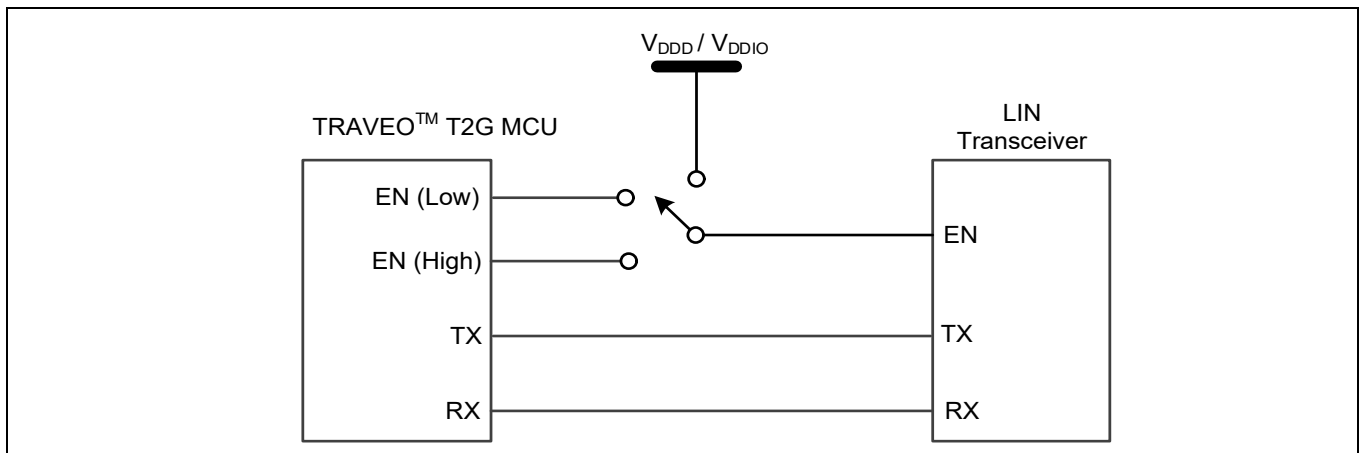 VDDD / VDDIO
TRAVEO™ T2G MCU
LIN
Transceiver
EN (Low)
EN
EN (High)
TX
TX
RX
RX